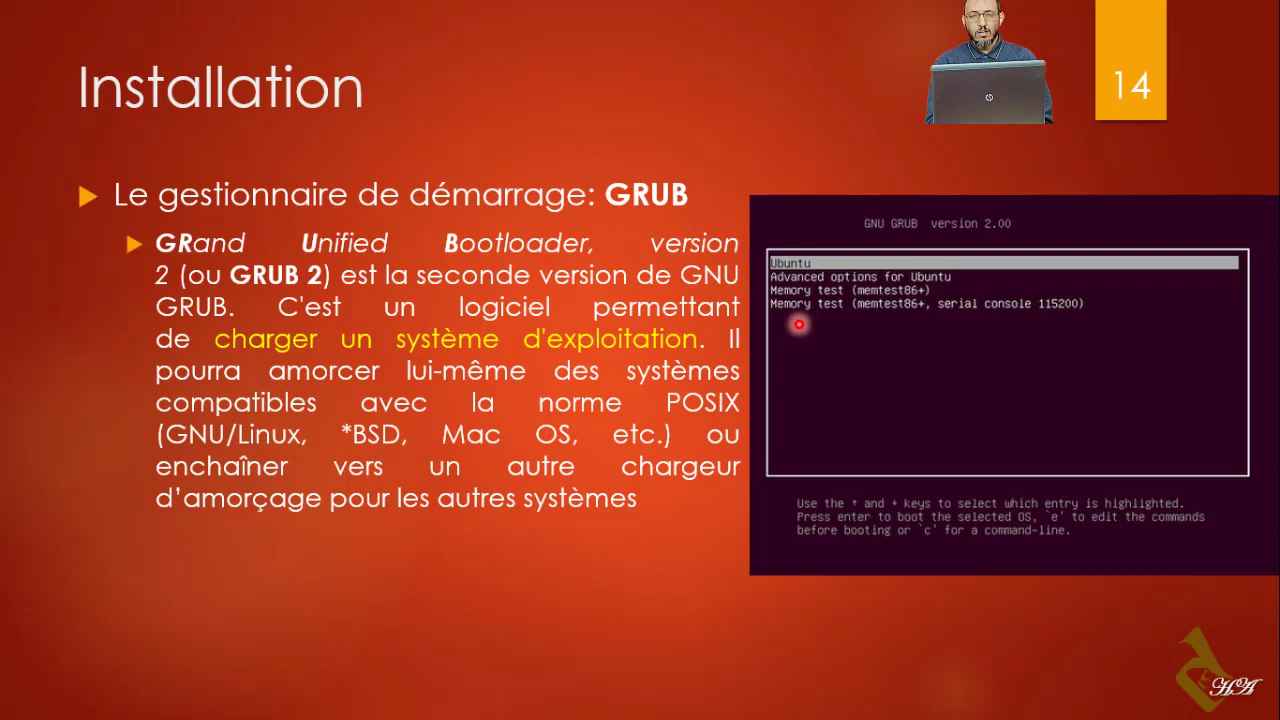 Installation
14
Le gestionnaire de démarrage: GRUB
GRand Unified Bootloader, version
2 (ou GRUB 2) est la seconde version de GNU
GRUB. C'est un logiciel permettant
de charger un système d'exploitation. Il
pourra amorcer lui-même des systèmes
compatibles avec la norme POSIX
(GNU/Linux, *BSD, Mac OS, etc.) ou
enchaîner vers un autre chargeur
d’amorçage pour les autres systèmes
GNU GRUB version 2.00
Ubuntu
Advanced options for Ubuntu
Memory test (memtest86+)
Memory test (memtest86+, serial console 115200)
Use the ↑ and ↓ keys to select which entry is highlighted.
Press enter to boot the selected OS, `e' to edit the commands
before booting or `c' for a command-line.
HA